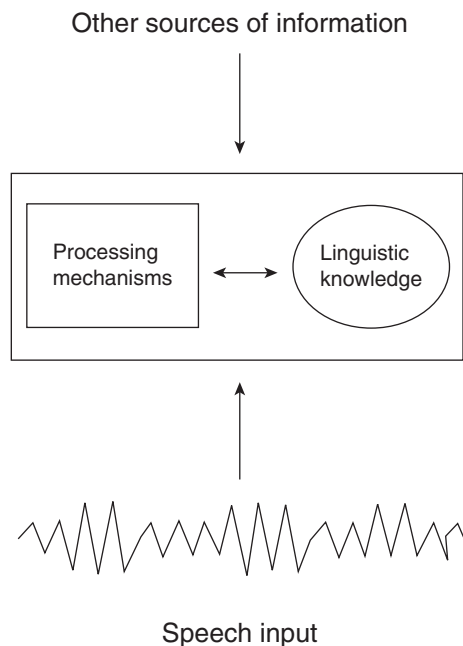 Other sources of information
Processing
mechanisms
Linguistic
knowledge
Speech input